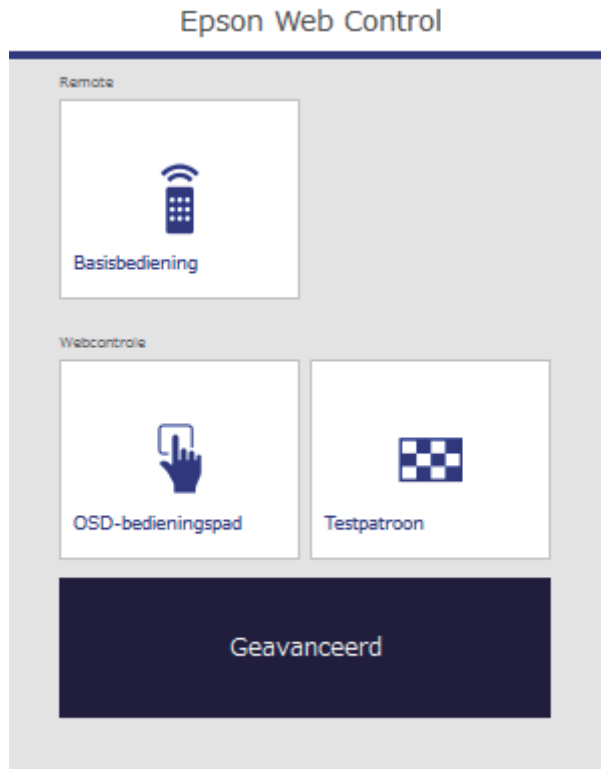 Epson Web Control
Remote
Basisbediening
Webcontrole
OSD-bedieningspad
Testpatroon
Geavanceerd